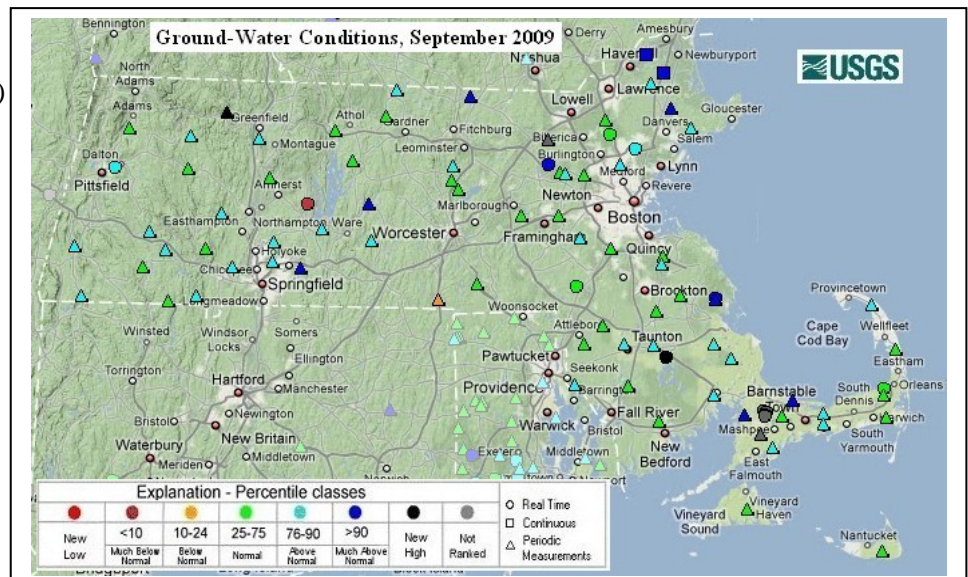 Ground-Water Conditions, September 2009
USGS
)
Bennington
Derry
Amesbury
Newburyport
Nashua
Haverhill
North
Adams
Adams
Lawrence
Lowell
Gloucester
Greenfield
Athol
Gardner
Fitchburg
Billerica
Danvers
Salem
Montague
Leominster
Burlington
Dalton
Pittsfield
Medford
Lynn
Revere
Amherst
Newton
Boston
Easthampton
Northampton
Ware
Marlborough
Worcester
Framingham
Quincy
Holyoke
Chicopee
Springfield
Longmeadow
Brockton
Provincetown
Woonsocket
Winsted
Windsor
Locks
Somers
Attleboro
Taunton
Cape
Cod Bay
Wellfleet
Ellington
Pawtucket
Seekonk
Eastham
Torrington
Hartford
Manchester
Providence
Barrington
Barnstable
Town
South
Dennis
Orleans
Bristol
Newington
Warwick
Bristol
Fall River
Mashpee
Harwich
New Britain
Waterbury
Middletown
Exeter
Middletown
New
Bedford
South
Yarmouth
Meriden
Norwich
Newport
East
Falmouth
Vineyard
Sound
Vineyard
Haven
Nantucket
Explanation - Percentile classes
<10 10-24 25-75 76-90 >90
New
Low
Much Below
Normal
Below
Normal
Normal
Above
Normal
Much Above
Normal
New
High
Not
Ranked
Real Time
Continuous
Periodic
Measurements
Bridgeport
Long Island
Block Island